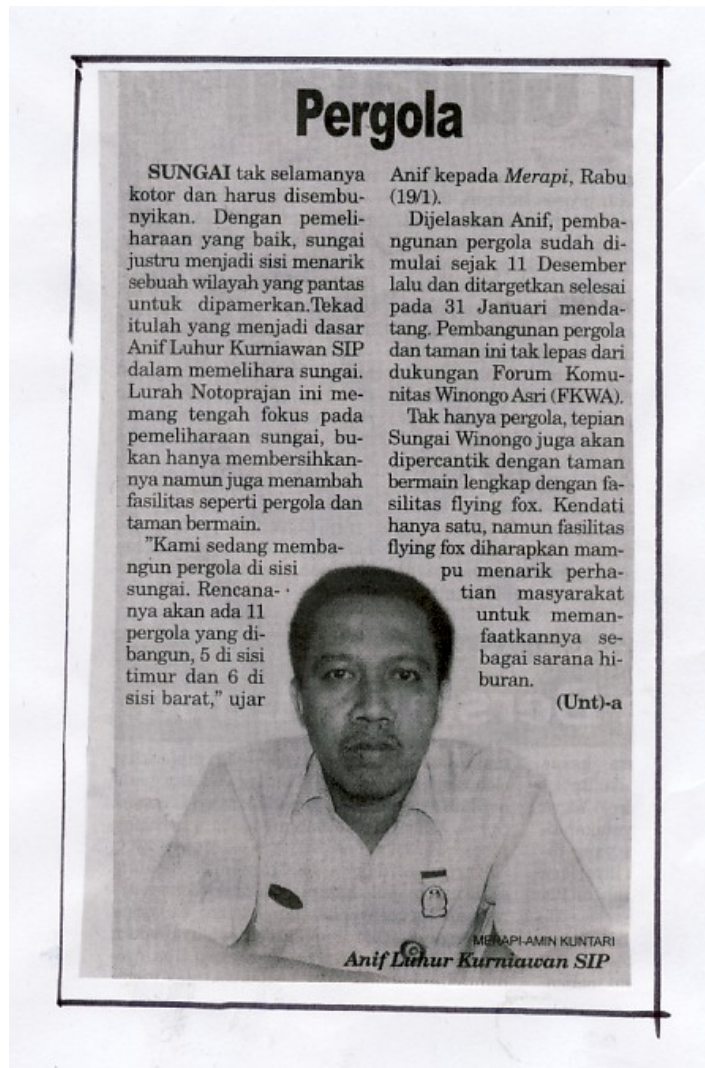 Pergola
SUNGAI tak selamanya
kotor dan harus disembu-
nyikan. Dengan pemeli-
haraan yang baik, sungai
justru menjadi sisi menarik
sebuah wilayah yang pantas
untuk dipamerkan.Tekad
itulah yang menjadi dasar
Anif Luhur Kurniawan SIP
dalam memelihara sungai.
Lurah Notoprajan ini me-
mang tengah fokus pada
pemeliharaan sungai, bu-
kan hanya membersihkan-
nya namun juga menambah
fasilitas seperti pergola dan
taman bermain.
"Kami sedang memba-
ngun pergola di sisi
sungai. Rencana-
nya akan ada 11
pergola yang di-
bangun, 5 di sisi
timur dan 6 di
sisi barat," ujar
Anif kepada Merapi, Rabu
(19/1).
Dijelaskan Anif, pemba-
ngunan pergola sudah di-
mulai sejak 11 Desember
lalu dan ditargetkan selesai
pada 31 Januari menda-
tang. Pembangunan pergola
dan taman ini tak lepas dari
dukungan Forum Komu-
nitas Winongo Asri (FKWA).
Tak hanya pergola, tepian
Sungai Winongo juga akan
dipercantik dengan taman
bermain lengkap dengan fa-
silitas flying fox. Kendati
hanya satu, namun fasilitas
flying fox diharapkan mam-
pu menarik perha-
tian masyarakat
untuk meman-
faatkannya se-
bagai sarana hi-
buran.
(Unt)-a
MERAPI-AMIN KUNTARI
Anif Luhur Kurniawan SIP